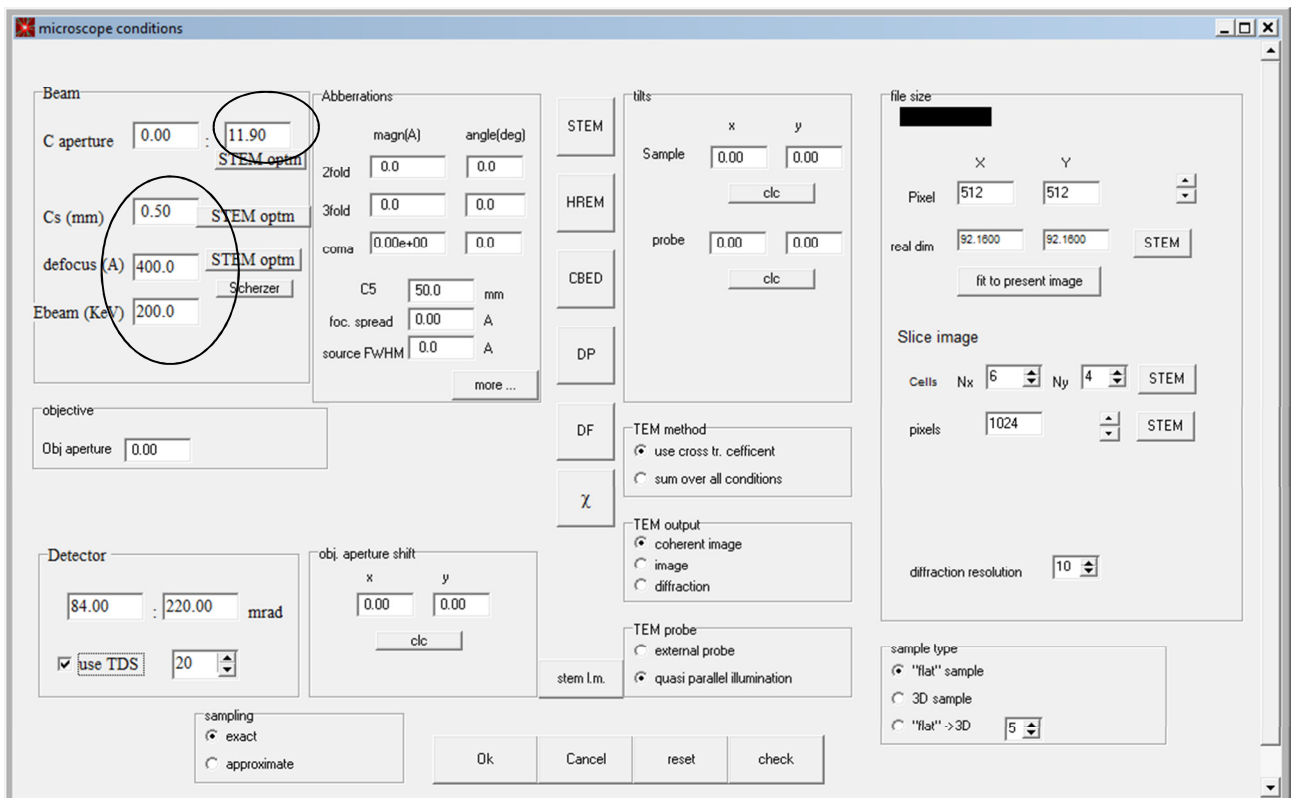 microscope conditions
Beam
C aperture 0.00 : 11.90
STEM optm
Cs (mm) 0.50 STEM optm
defocus (A) 400.0 STEM optm
Scherzer
Ebeam (KeV) 200.0
Abberrations
magn(A) angle(deg)
2fold 0.0 0.0
3fold 0.0 0.0
coma 0.00e+00 0.0
C5 50.0 mm
foc. spread 0.00 A
source FWHM 0.0 A
more ...
STEM
HREM
CBED
DP
DF
χ
tilts
x y
Sample 0.00 0.00
clc
probe 0.00 0.00
clc
file size
X Y
Pixel 512 512
real dim 92.1600 92.1600 STEM
fit to present image
Slice image
Cells Nx 6 Ny 4 STEM
pixels 1024 STEM
diffraction resolution 10
objective
Obj aperture 0.00
TEM method
use cross tr. cefficent
sum over all conditions
TEM output
coherent image
image
diffraction
TEM probe
external probe
quasi parallel illumination
Detector
84.00 : 220.00 mrad
use TDS 20
obj. aperture shift
x y
0.00 0.00
clc
stem l.m.
sample type
"flat" sample
3D sample
"flat" ->3D 5
sampling
exact
approximate
Ok Cancel reset check